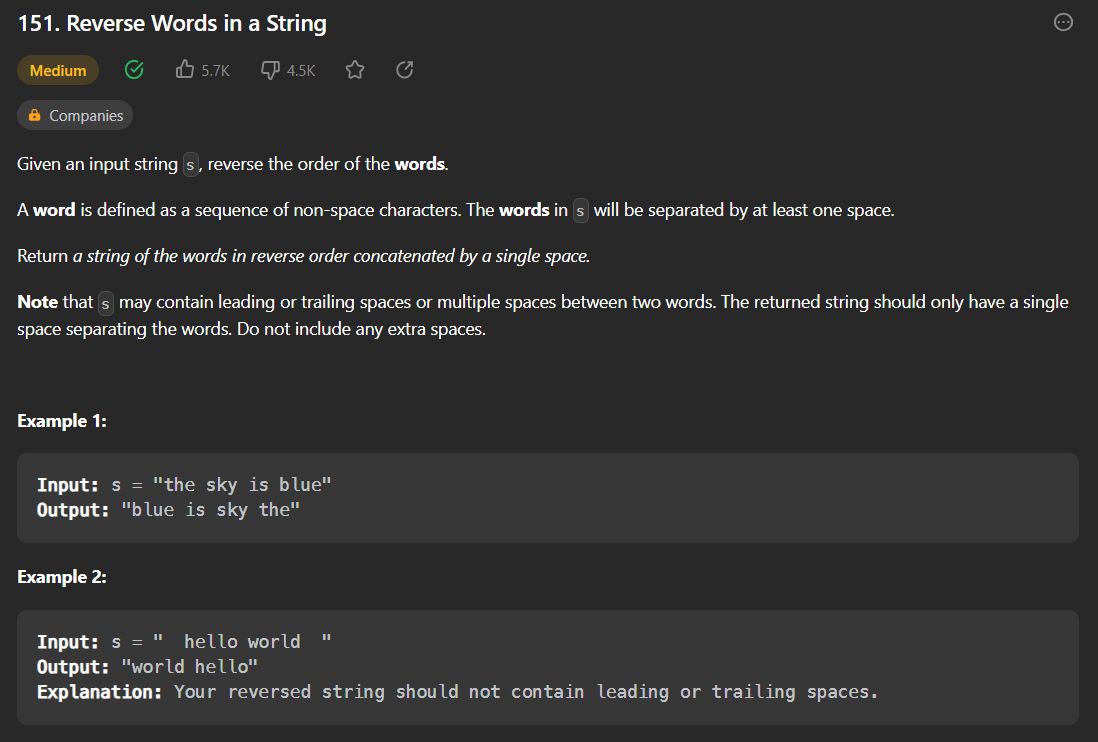 151. Reverse Words in a String
Medium 5.7K 4.5K
Companies
Given an input string s, reverse the order of the words.
A word is defined as a sequence of non-space characters. The words in s will be separated by at least one space.
Return a string of the words in reverse order concatenated by a single space.
Note that s may contain leading or trailing spaces or multiple spaces between two words. The returned string should only have a single
space separating the words. Do not include any extra spaces.
Example 1:
Input: s = "the sky is blue"
Output: "blue is sky the"
Example 2:
Input: s = "  hello world  "
Output: "world hello"
Explanation: Your reversed string should not contain leading or trailing spaces.